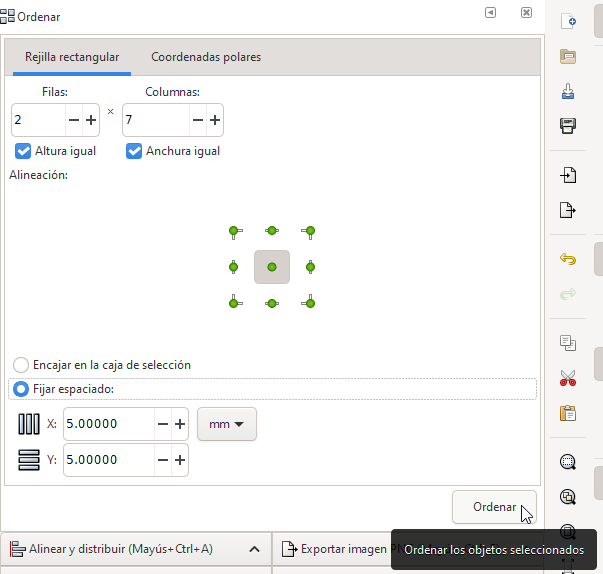 Ordenar
Rejilla rectangular Coordenadas polares
Filas: Columnas:
2 × 7
Altura igual Anchura igual
Alineación:
Encajar en la caja de selección
Fijar espaciado:
X: 5.00000 mm
Y: 5.00000
Ordenar
Alinear y distribuir (Mayús+Ctrl+A) Exportar imagen
Ordenar los objetos seleccionados